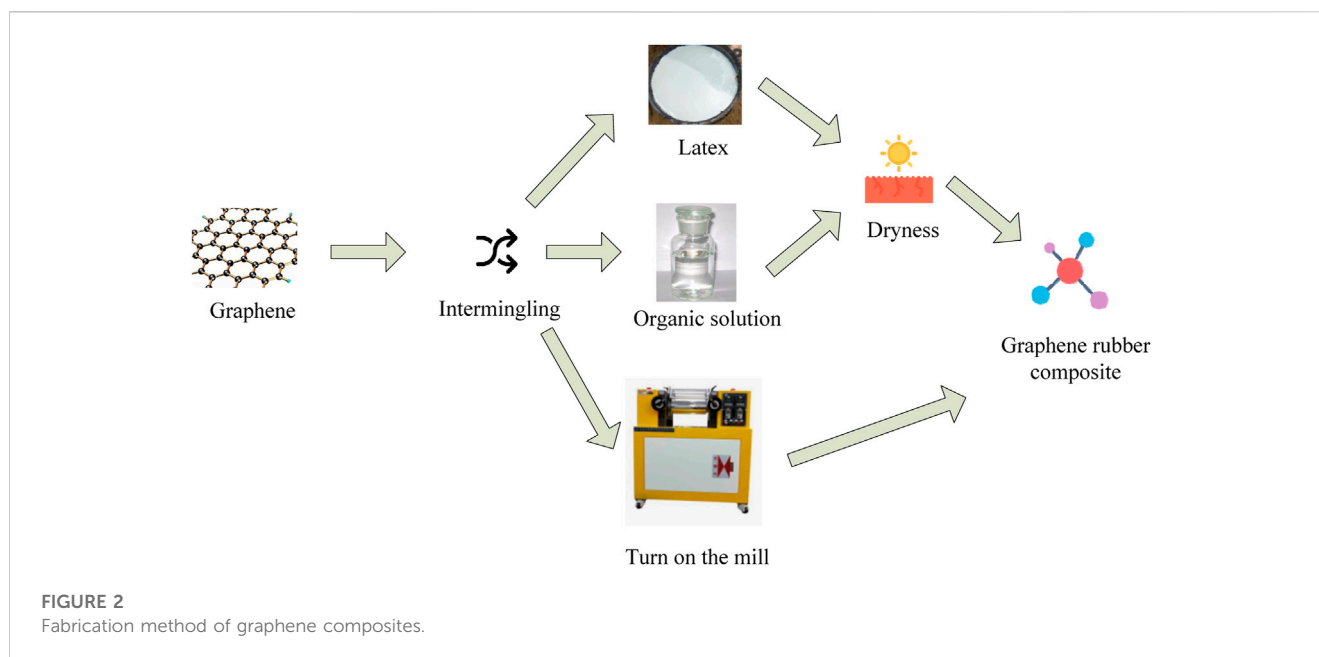 Latex
Dryness
Graphene
Intermingling
Organic solution
Graphene rubber
composite
Turn on the mill
FIGURE 2
Fabrication method of graphene composites.